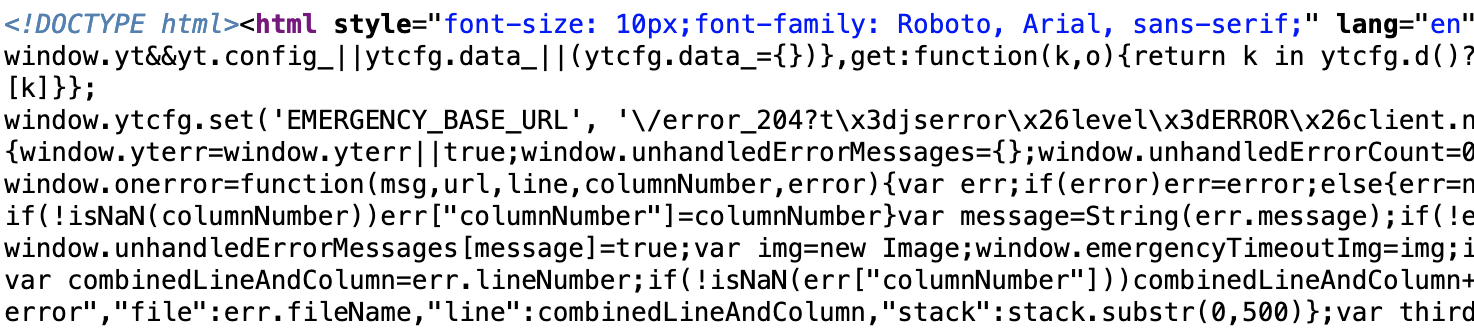 <!DOCTYPE html><html style="font-size: 10px;font-family: Roboto, Arial, sans-serif;" lang="en"
window.yt&&yt.config_||ytcfg.data_||(ytcfg.data_={})},get:function(k,o){return k in ytcfg.d()?
[k]}};
window.ytcfg.set('EMERGENCY_BASE_URL', '\/error_204?t\x3djserror\x26level\x3dERROR\x26client.n
{window.yterr=window.yterr||true;window.unhandledErrorMessages={};window.unhandledErrorCount=0
window.onerror=function(msg,url,line,columnNumber,error){var err;if(error)err=error;else{err=n
if(!isNaN(columnNumber))err["columnNumber"]=columnNumber}var message=String(err.message);if(!e
window.unhandledErrorMessages[message]=true;var img=new Image;window.emergencyTimeoutImg=img;i
var combinedLineAndColumn=err.lineNumber;if(!isNaN(err["columnNumber"]))combinedLineAndColumn+
error","file":err.fileName,"line":combinedLineAndColumn,"stack":stack.substr(0,500)};var third